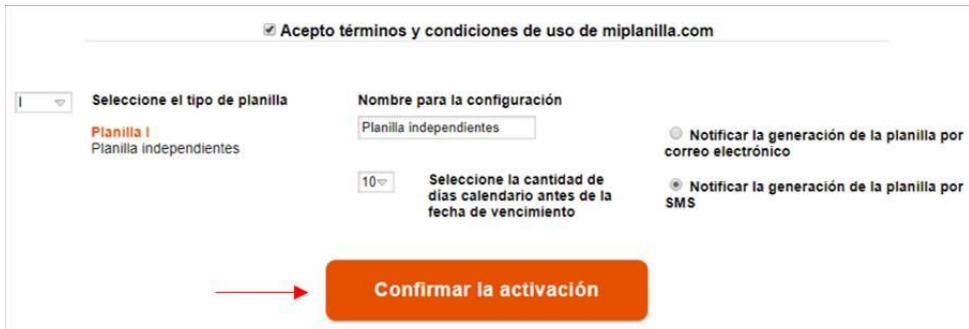 Acepto términos y condiciones de uso de miplanilla.com
I
Seleccione el tipo de planilla
Planilla I
Planilla independientes
Nombre para la configuración
Planilla independientes
10
Seleccione la cantidad de
días calendario antes de la
fecha de vencimiento
Notificar la generación de la planilla por
correo electrónico
Notificar la generación de la planilla por
SMS
Confirmar la activación